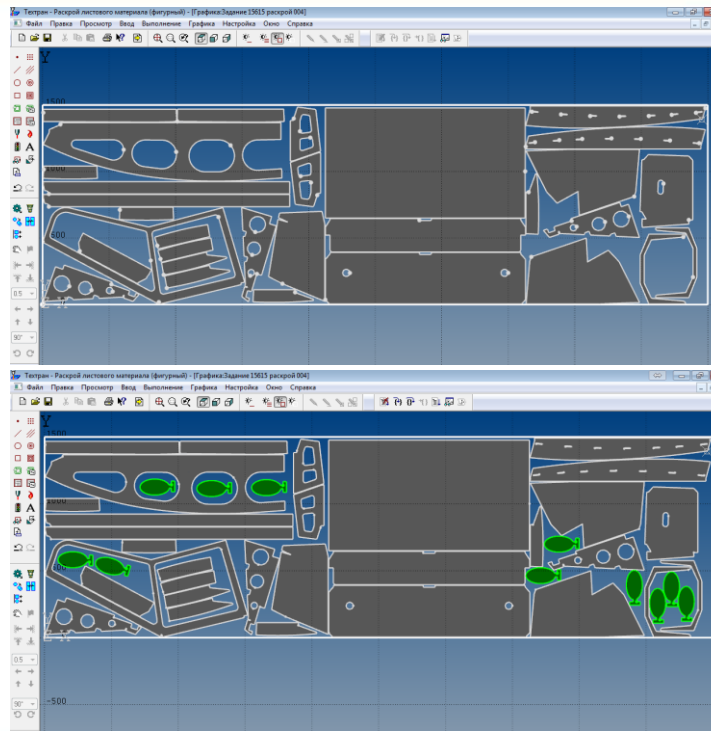 Техтран - Раскрой листового материала (фигурный) - [Графика:Задание 15615 раскрой 004]
Файл Правка Просмотр Ввод Выполнение Графика Настройка Окно Справка
Y
1500
1000
500
0.5
90°
Техтран - Раскрой листового материала (фигурный) - [Графика:Задание 15615 раскрой 004]
Файл Правка Просмотр Ввод Выполнение Графика Настройка Окно Справка
Y
1500
1000
500
0.5
-500
90°